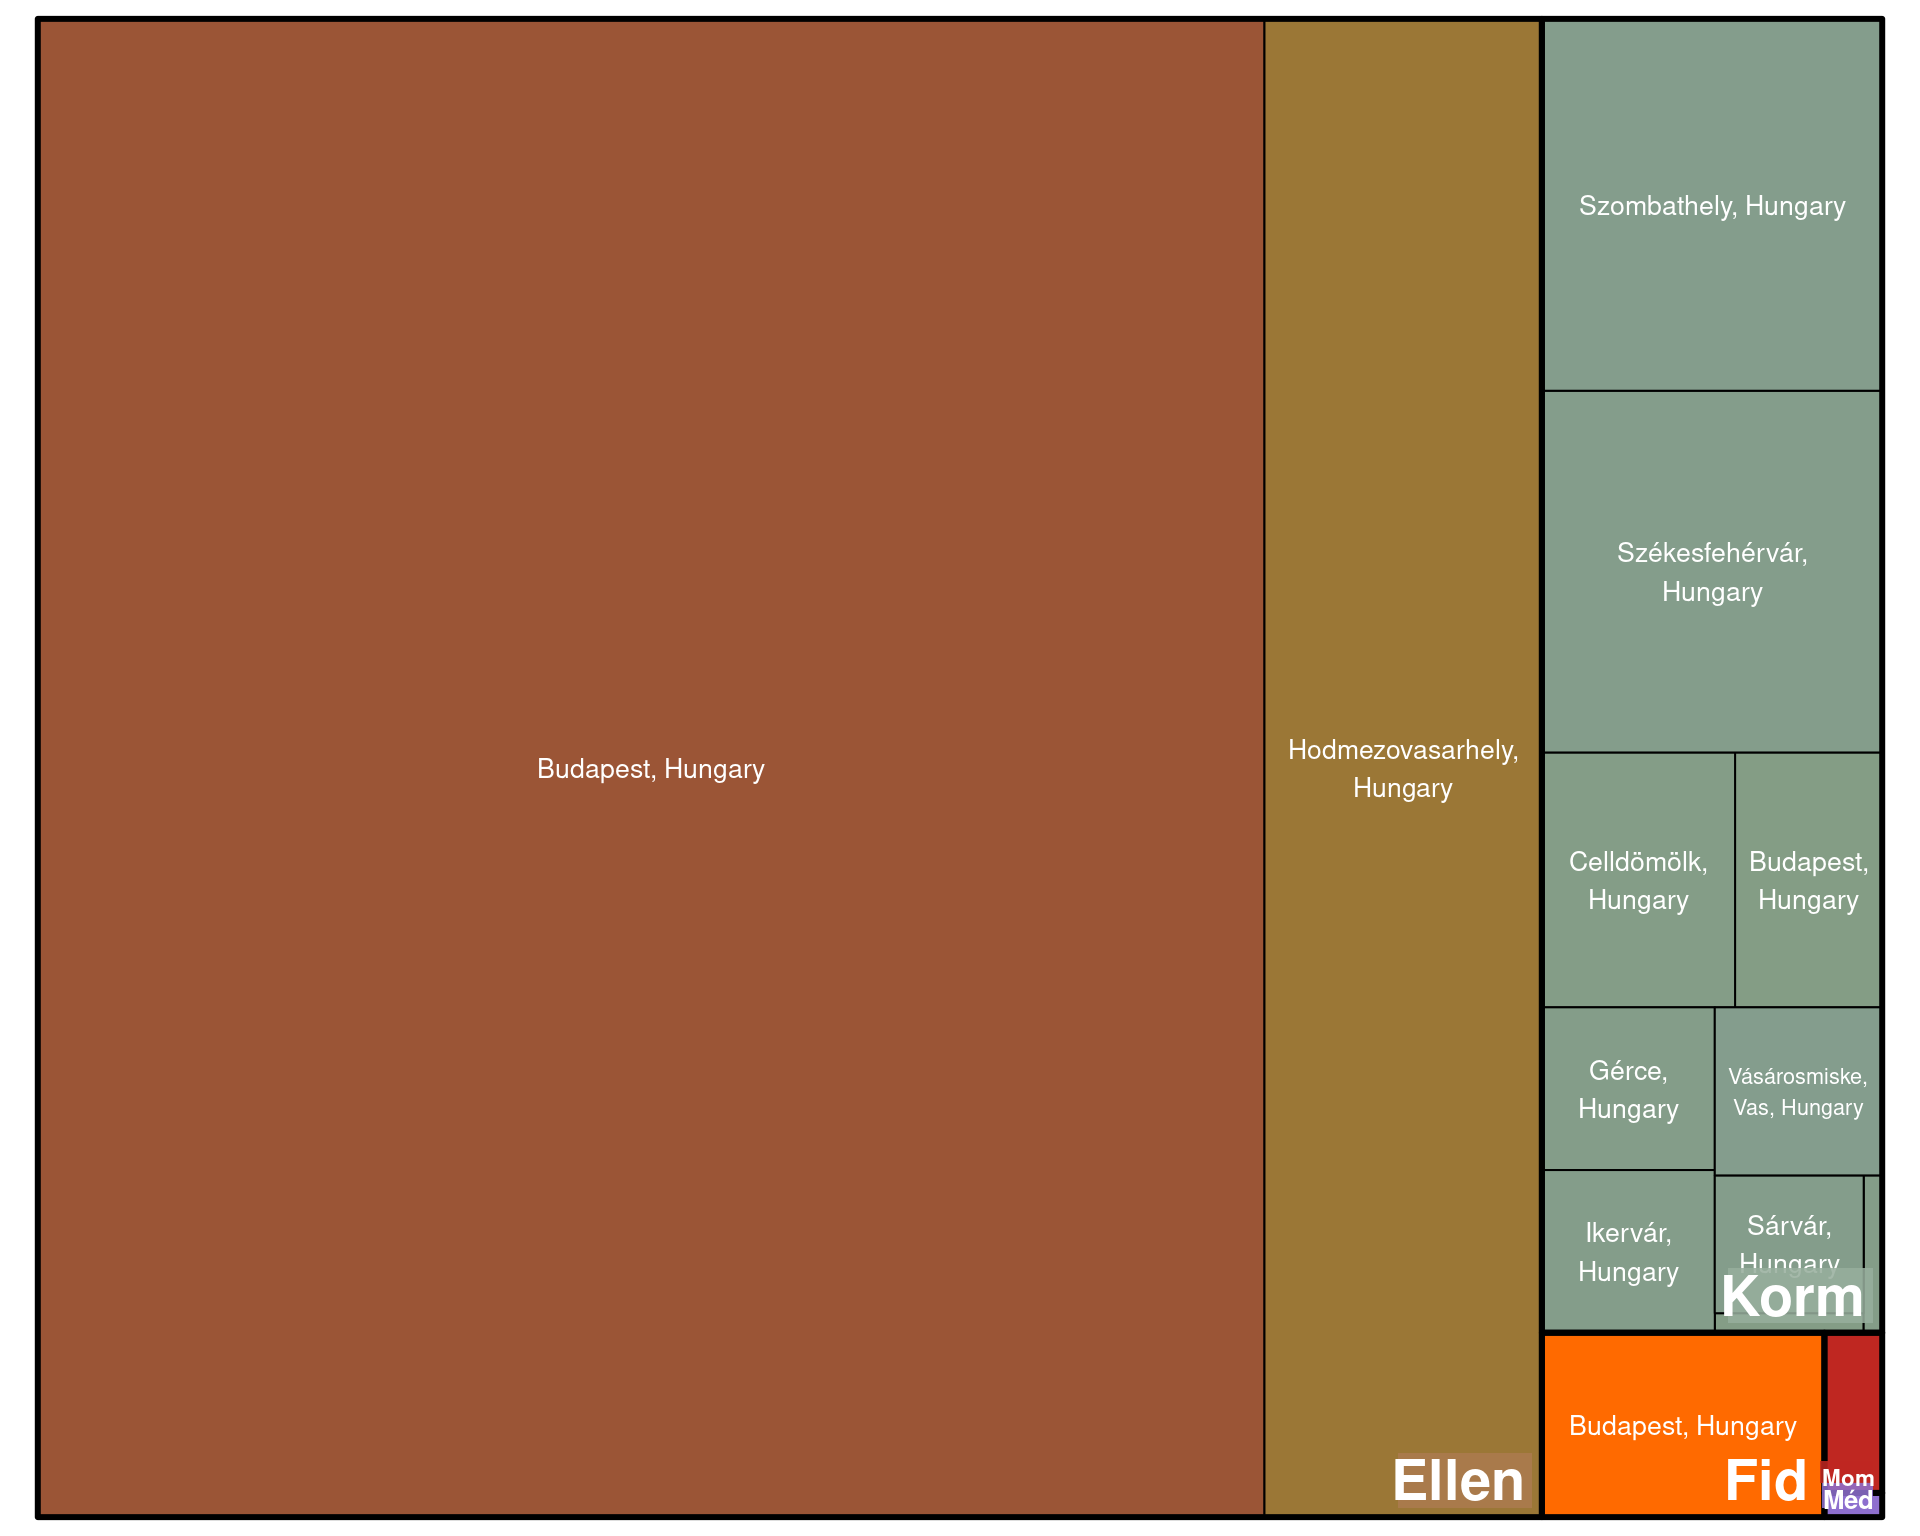 Budapest, Hungary
Hodmezovasarhely,
Hungary
Ellen
Szombathely, Hungary
Székesfehérvár,
Hungary
Celldömölk,
Hungary
Budapest,
Hungary
Gérce,
Hungary
Vásárosmiske,
Vas, Hungary
Ikervár,
Hungary
Sárvár,
Hungary
Korm
Budapest, Hungary
Fid
Mom
Méd